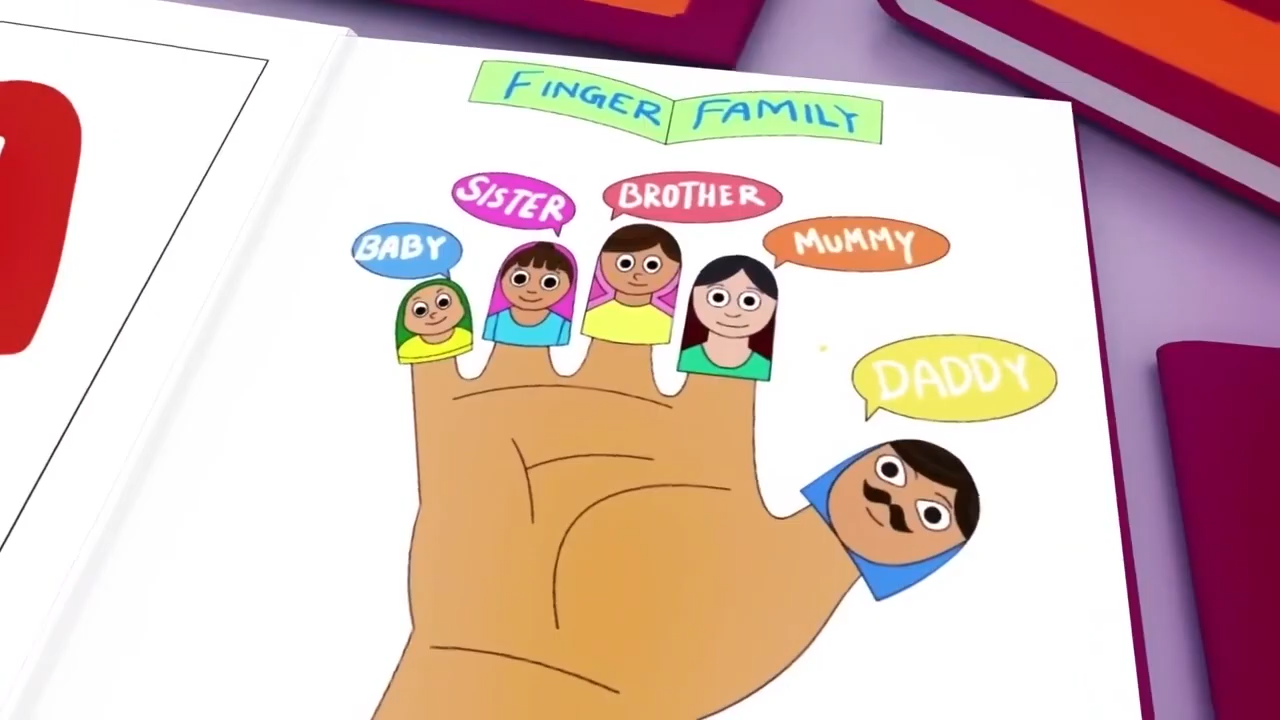 FINGER FAMILY
SISTER
BROTHER
BABY
MUMMY
DADDY